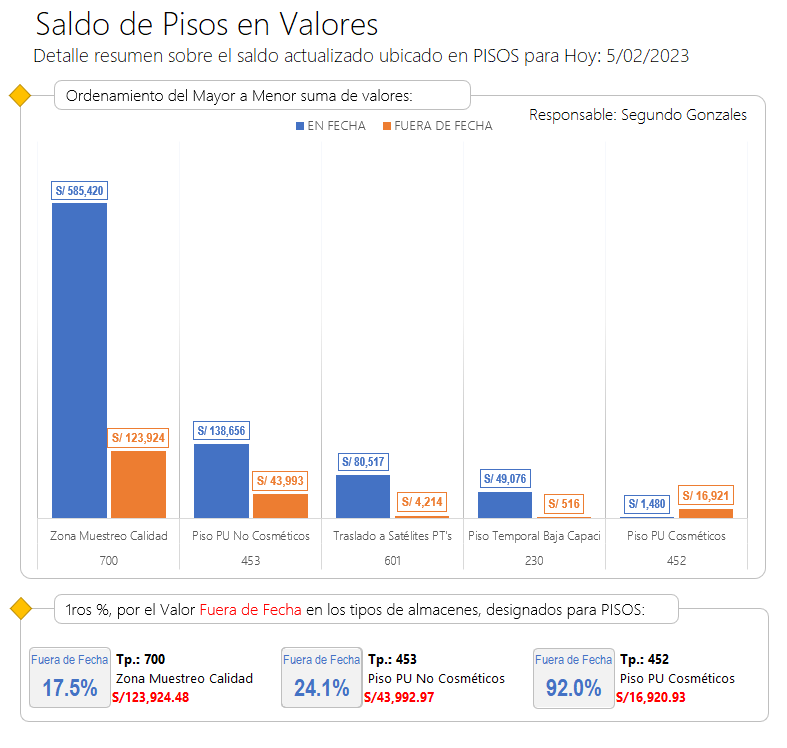 Saldo de Pisos en Valores
Detalle resumen sobre el saldo actualizado ubicado en PISOS para Hoy: 5/02/2023
Ordenamiento del Mayor a Menor suma de valores:
Responsable: Segundo Gonzales
EN FECHA FUERA DE FECHA
S/ 585,420
S/ 123,924
S/ 138,656
S/ 43,993
S/ 80,517
S/ 4,214
S/ 49,076
S/ 516
S/ 1,480
S/ 16,921
Zona Muestreo Calidad Piso PU No Cosméticos Traslado a Satélites PT's Piso Temporal Baja Capaci Piso PU Cosméticos
700 453 601 230 452
1ros %, por el Valor Fuera de Fecha en los tipos de almacenes, designados para PISOS:
Fuera de Fecha
17.5%
Tp.: 700
Zona Muestreo Calidad
S/123,924.48
Fuera de Fecha
24.1%
Tp.: 453
Piso PU No Cosméticos
S/43,992.97
Fuera de Fecha
92.0%
Tp.: 452
Piso PU Cosméticos
S/16,920.93